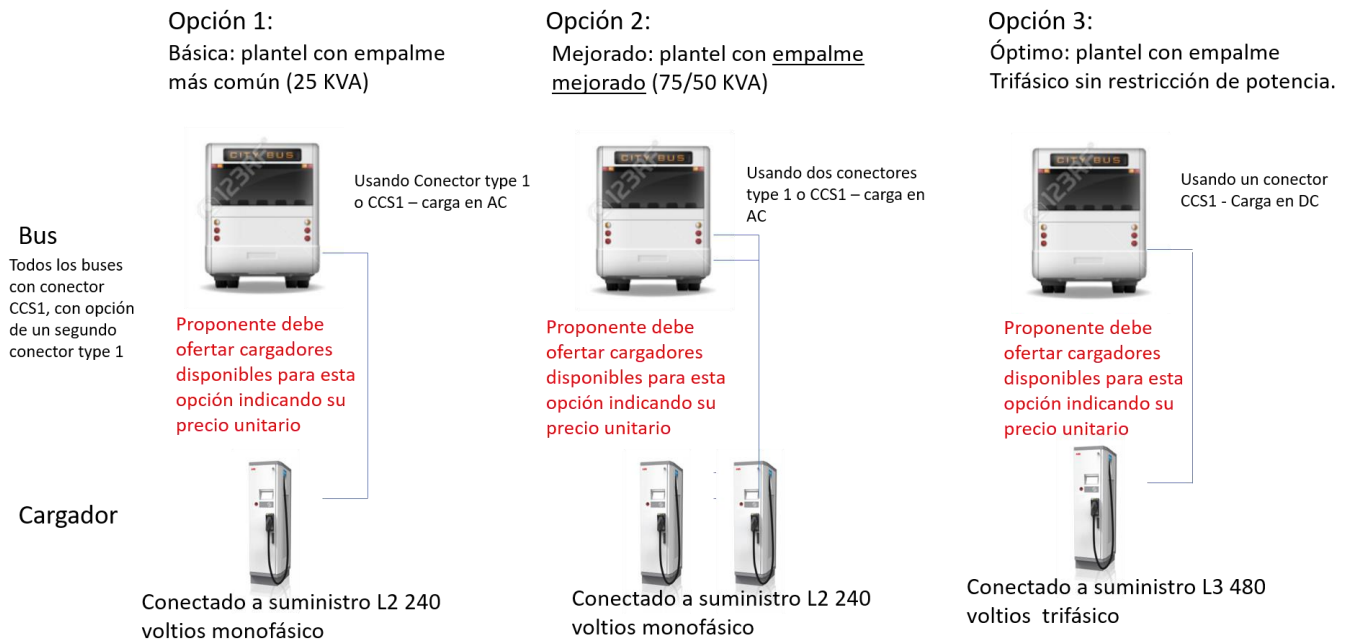 Opción 1:
Básica: plantel con empalme
más común (25 KVA)
Opción 2:
Mejorado: plantel con empalme
mejorado (75/50 KVA)
Opción 3:
Óptimo: plantel con empalme
Trifásico sin restricción de potencia.
Bus
Todos los buses
con conector
CCS1, con opción
de un segundo
conector type 1
CITY BUS
123RF
Usando Conector type 1
o CCS1 – carga en AC
CITY BUS
123RF
Usando dos conectores
type 1 o CCS1 – carga en
AC
CITY BUS
123RF
Usando un conector
CCS1 - Carga en DC
Proponente debe
ofertar cargadores
disponibles para esta
opción indicando su
precio unitario
Proponente debe
ofertar cargadores
disponibles para esta
opción indicando su
precio unitario
Proponente debe
ofertar cargadores
disponibles para esta
opción indicando su
precio unitario
Cargador
Conectado a suministro L2 240
voltios monofásico
Conectado a suministro L2 240
voltios monofásico
Conectado a suministro L3 480
voltios  trifásico